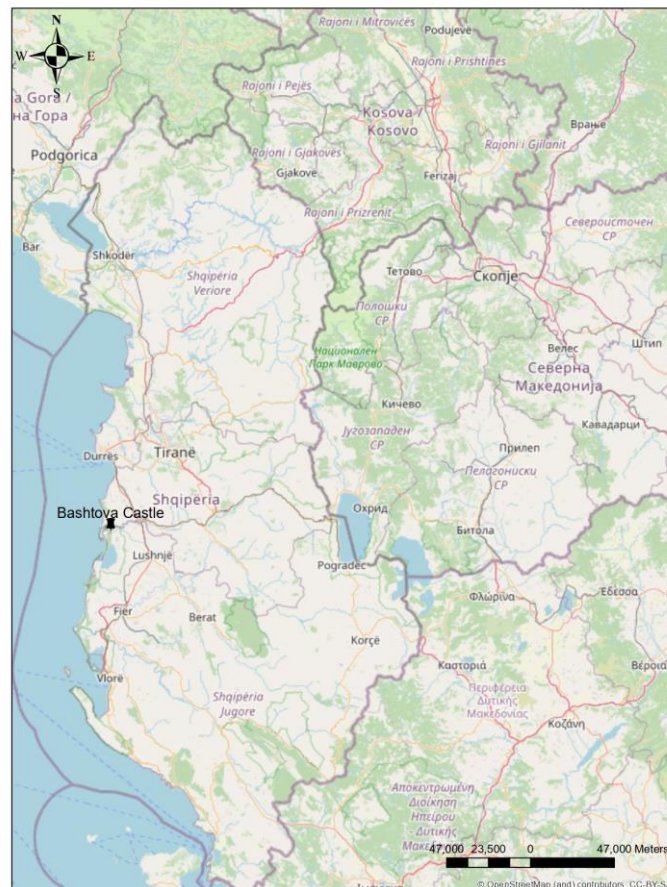 N
W
E
S
Rajoni i Mitrovicës
Podujeve
Rajoni i Prishtinës
Rajoni i Pejës
a Gora /
на Гора
Kosova /
Kosovo
Врање
Podgorica
Rajoni i Gjakovës
Gjakove
Rajoni i Gjilanit
Ferizaj
Rajoni i Prizrenit
Bar
Shkodër
Североисточен
СР
Shqipëria
Veriore
Тетово
Скопје
Полошки
СР
Национален
Парк Маврово
Велес
Штип
Северна
Македонија
Кичево
Кавадарци
Југозападен
СР
Прилеп
Пелагониски
СР
Durrës
Tiranë
Shqipëria
Охрид
Bashtova Castle
Битола
Lushnjë
Pogradec
Φλώρινα
Έδεσσα
Fier
Berat
Korçë
Καστοριά
Βέροια
Vlorë
Περιφέρεια
Δυτικής
Μακεδονίας
Κοζάνη
Shqipëria
Jugore
Αποκεντρωμένη
Διοίκηση
Ηπείρου
- Δυτικής
47,000 23,500 0 47,000 Meters
© OpenStreetMap (and) contributors, CC-BY-S